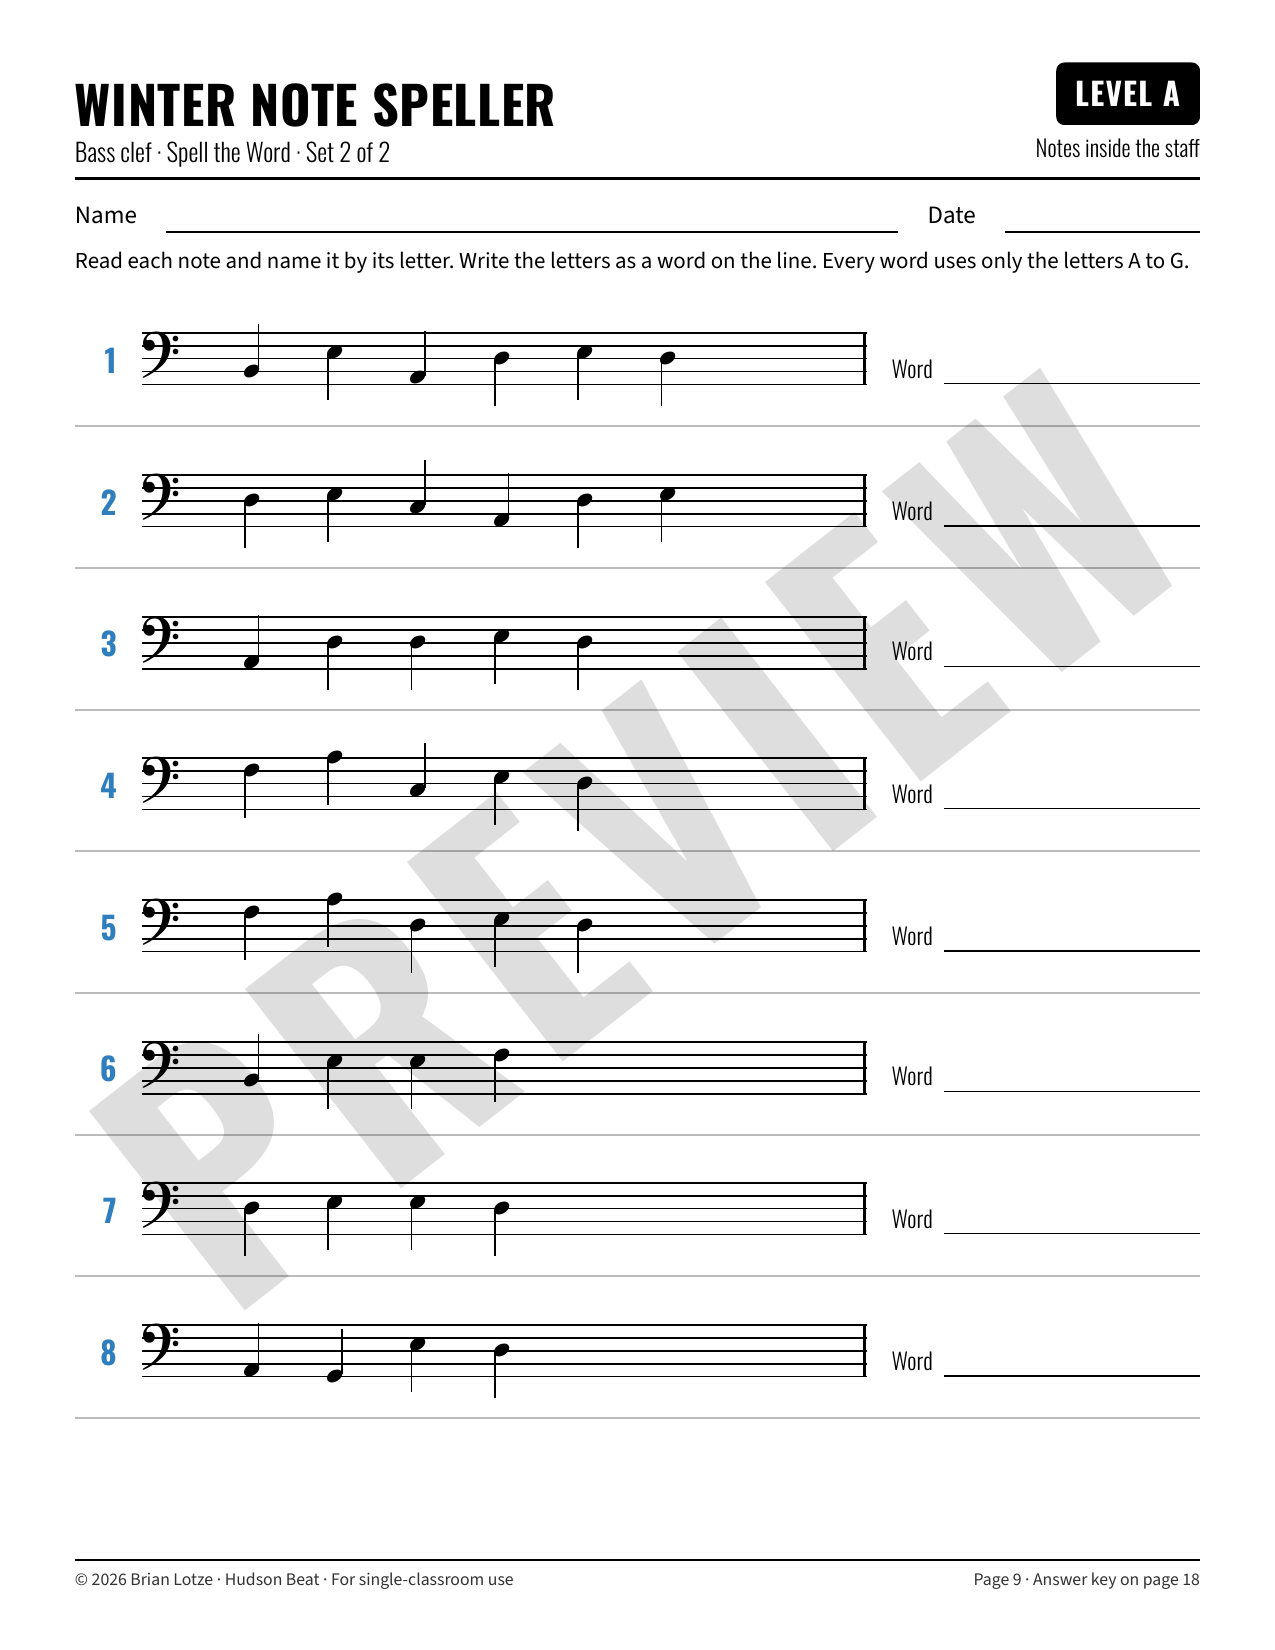 WINTER NOTE SPELLER
LEVEL A
Bass clef · Spell the Word · Set 2 of 2
Notes inside the staff
Name
Date
Read each note and name it by its letter. Write the letters as a word on the line. Every word uses only the letters A to G.
1
Word
2
Word
3
Word
4
Word
5
Word
6
Word
7
Word
8
Word
PREVIEW
© 2026 Brian Lotze · Hudson Beat · For single-classroom use
Page 9 · Answer key on page 18